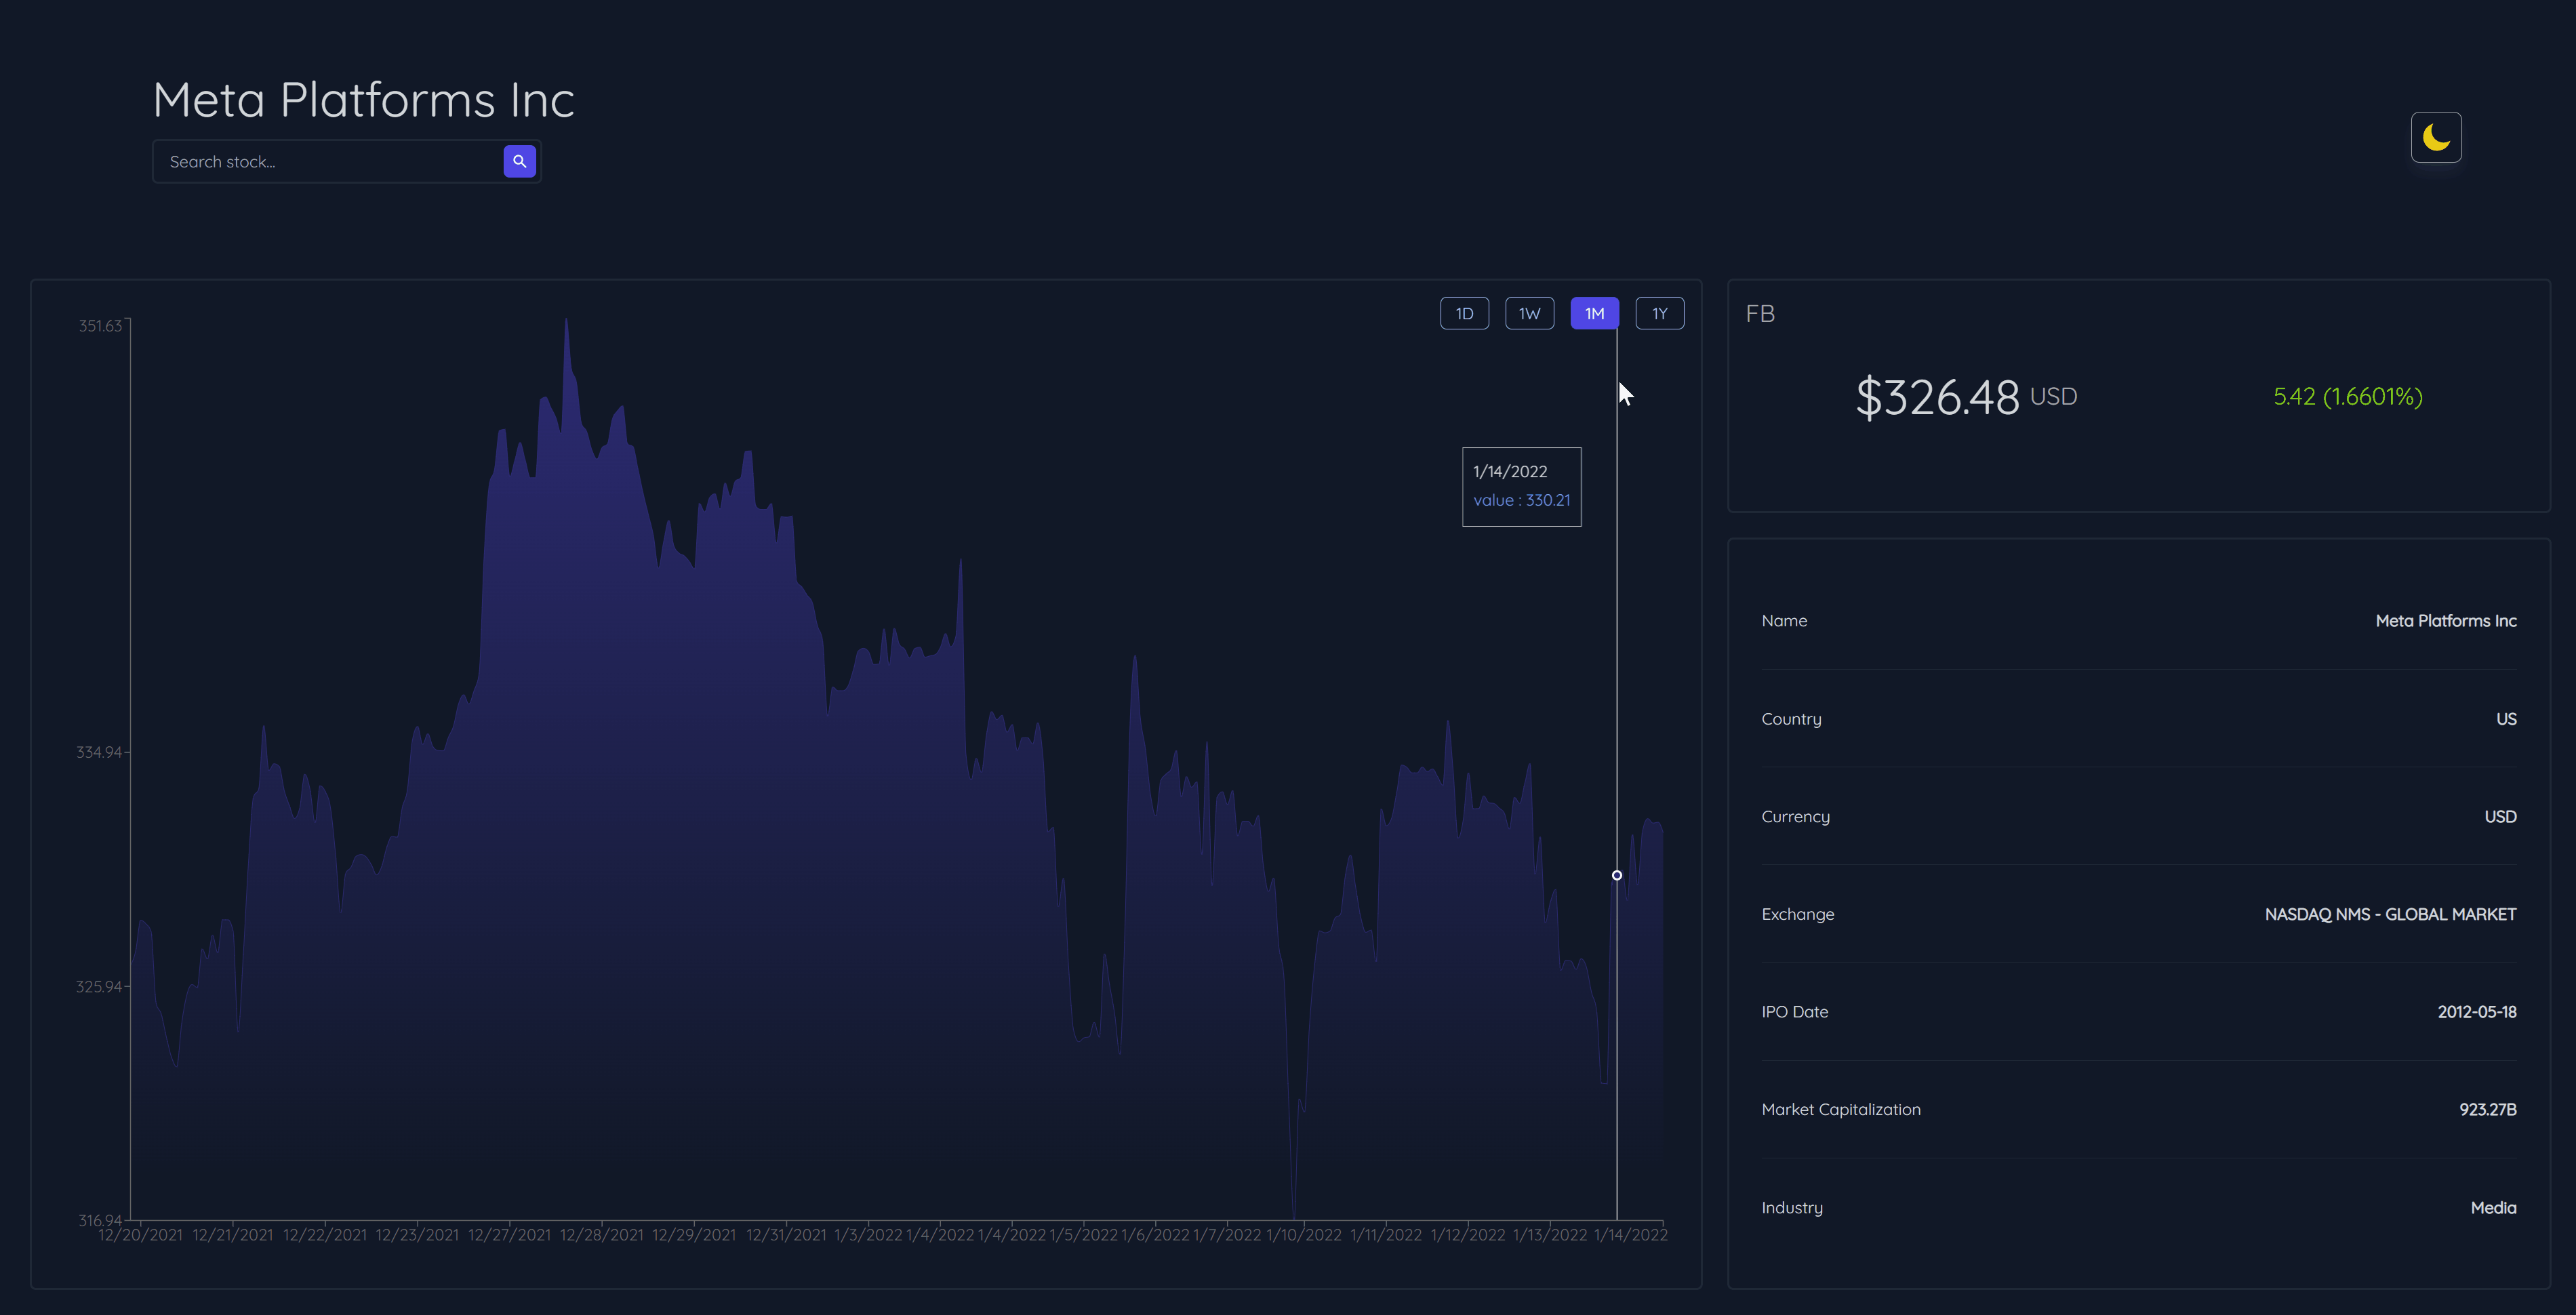 Meta Platforms Inc
Search stock...
1D 1W 1M 1Y
351.63
334.94
325.94
316.94
1/14/2022
value : 330.21
12/20/2021 12/21/2021 12/22/2021 12/23/2021 12/27/2021 12/28/2021 12/29/2021 12/31/2021 1/3/2022 1/4/2022 1/4/2022 1/5/2022 1/6/2022 1/7/2022 1/10/2022 1/11/2022 1/12/2022 1/13/2022 1/14/2022
FB
$326.48 USD 5.42 (1.6601%)
Name Meta Platforms Inc
Country US
Currency USD
Exchange NASDAQ NMS - GLOBAL MARKET
IPO Date 2012-05-18
Market Capitalization 923.27B
Industry Media